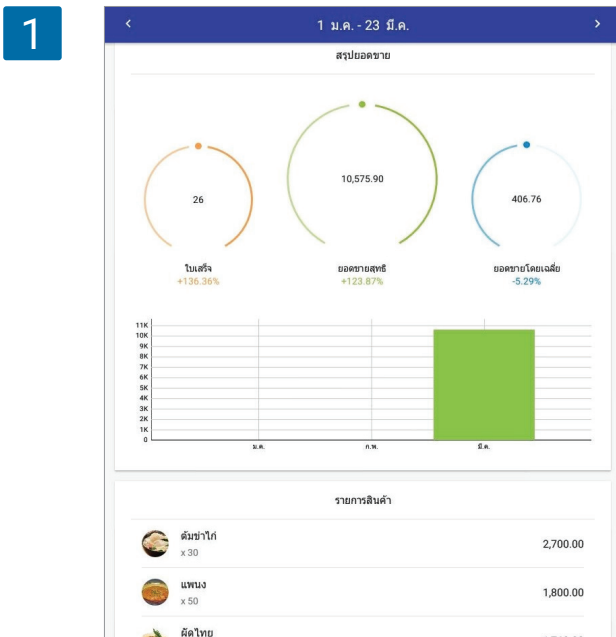 1
1 ม.ค. - 23 มี.ค.
สรุปยอดขาย
26
10,575.90
406.76
ใบเสร็จ
+136.36%
ยอดขายสุทธิ
+123.87%
ยอดขายโดยเฉลี่ย
-5.29%
11K
10K
9K
8K
7K
6K
5K
4K
3K
2K
1K
0
ม.ค. ก.พ. มี.ค.
รายการสินค้า
ต้มข่าไก่
x 30
2,700.00
แพนง
x 50
1,800.00
ผัดไทย